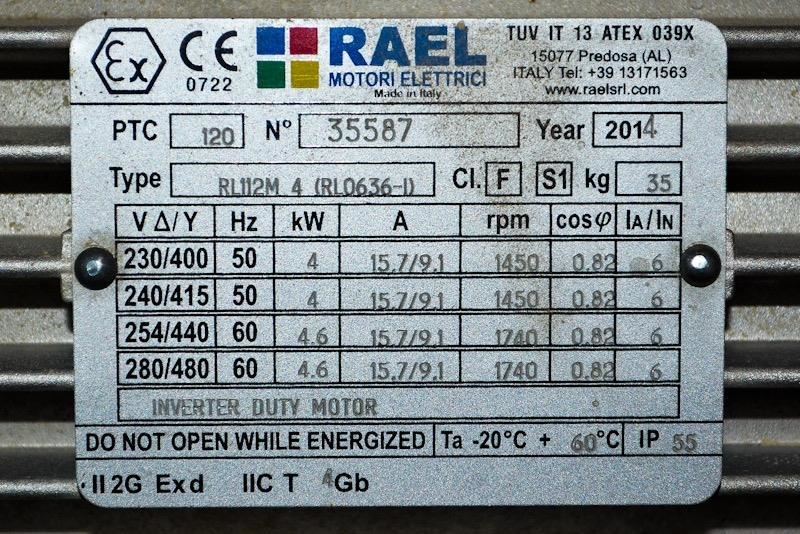 Ex CE 0722 RAEL MOTORI ELETTRICI Made in Italy
TUV IT 13 ATEX 039X
15077 Predosa (AL)
ITALY Tel: +39 13171563
www.raelsrl.com
PTC 120 N° 35587 Year 2014
Type RL112M 4 (RL0636-I) Cl. F S1 kg 35
V Δ/Y Hz kW A rpm cosφ IA/IN
230/400 50 4 15.7/9.1 1450 0.82 6
240/415 50 4 15.7/9.1 1450 0.82 6
254/440 60 4.6 15.7/9.1 1740 0.82 6
280/480 60 4.6 15.7/9.1 1740 0.82 6
INVERTER DUTY MOTOR
DO NOT OPEN WHILE ENERGIZED Ta -20°C + 60°C IP 55
II 2G Ex d IIC T 4 Gb